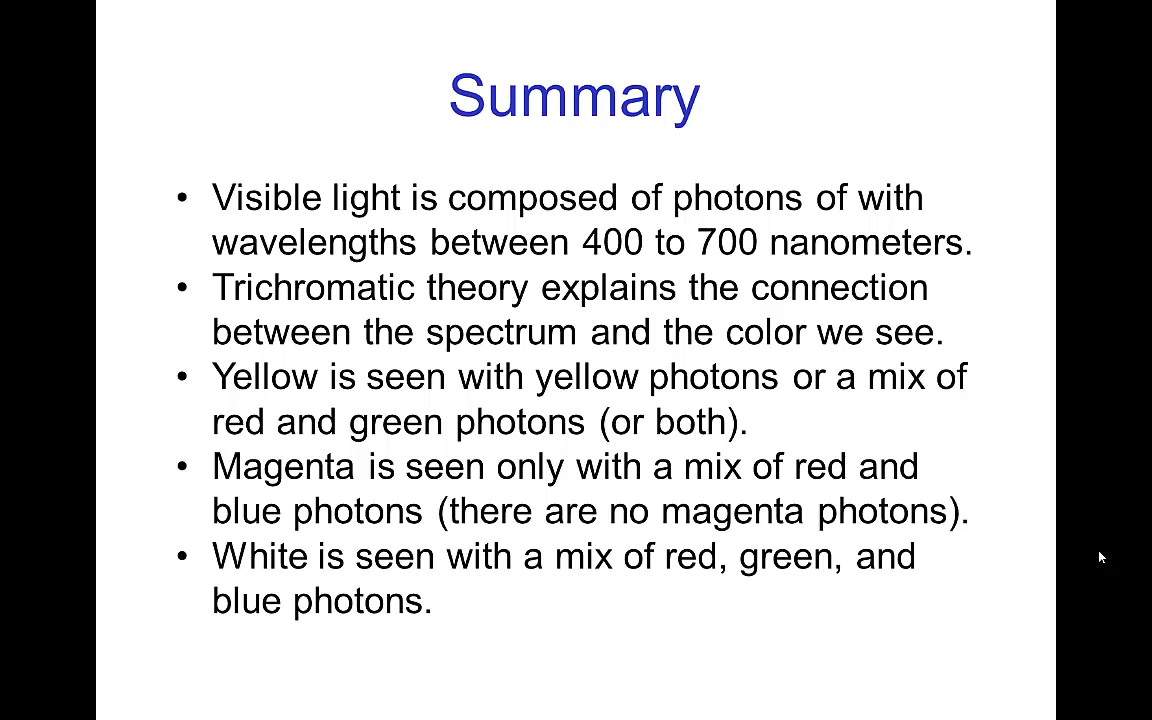 Summary
• Visible light is composed of photons of with
wavelengths between 400 to 700 nanometers.
• Trichromatic theory explains the connection
between the spectrum and the color we see.
• Yellow is seen with yellow photons or a mix of
red and green photons (or both).
• Magenta is seen only with a mix of red and
blue photons (there are no magenta photons).
• White is seen with a mix of red, green, and
blue photons.